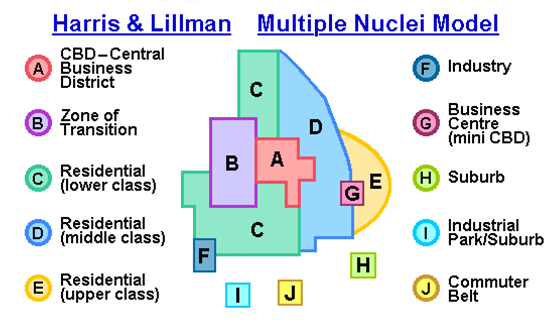 Harris & Lillman Multiple Nuclei Model
A
CBD–Central
Business
District
B
Zone of
Transition
C
Residential
(lower class)
D
Residential
(middle class)
E
Residential
(upper class)
C
D
B
A
E
G
C
F
H
I
J
F
Industry
G
Business
Centre
(mini CBD)
H
Suburb
I
Industrial
Park/Suburb
J
Commuter
Belt